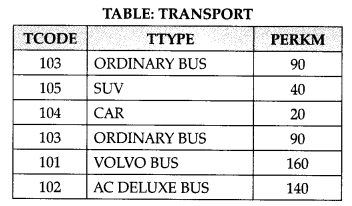 TABLE: TRANSPORT
TCODE TTYPE PERKM
103 ORDINARY BUS 90
105 SUV 40
104 CAR 20
103 ORDINARY BUS 90
101 VOLVO BUS 160
102 AC DELUXE BUS 140